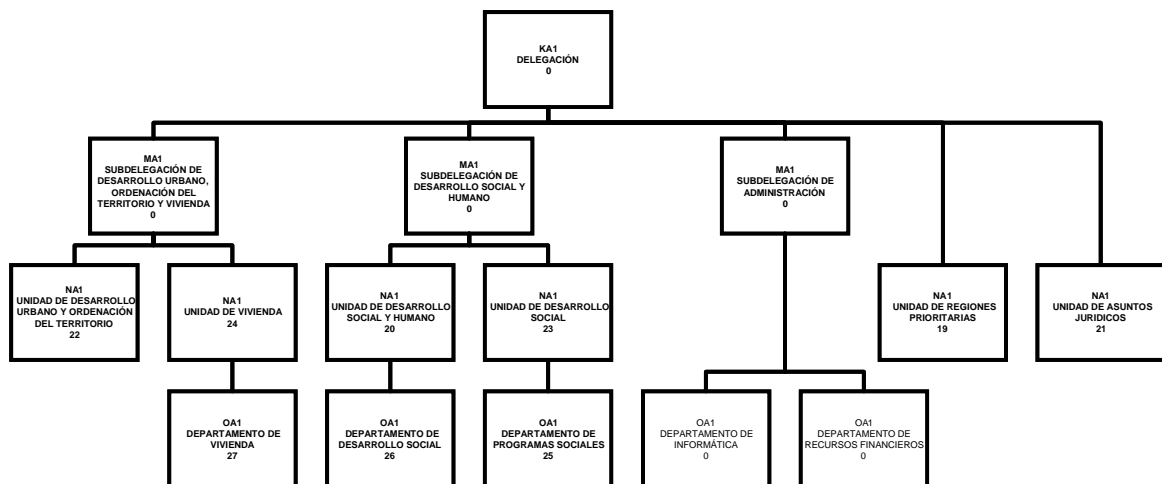 KA1
DELEGACIÓN
0
MA1
SUBDELEGACIÓN DE
DESARROLLO URBANO,
ORDENACIÓN DEL
TERRITORIO Y VIVIENDA
0
MA1
SUBDELEGACIÓN DE
DESARROLLO SOCIAL Y
HUMANO
0
MA1
SUBDELEGACIÓN DE
ADMINISTRACIÓN
0
NA1
UNIDAD DE DESARROLLO
URBANO Y ORDENACIÓN
DEL TERRITORIO
22
NA1
UNIDAD DE VIVIENDA
24
NA1
UNIDAD DE DESARROLLO
SOCIAL Y HUMANO
20
NA1
UNIDAD DE DESARROLLO
SOCIAL
23
NA1
UNIDAD DE REGIONES
PRIORITARIAS
19
NA1
UNIDAD DE ASUNTOS
JURIDICOS
21
OA1
DEPARTAMENTO DE
VIVIENDA
27
OA1
DEPARTAMENTO DE
DESARROLLO SOCIAL
26
OA1
DEPARTAMENTO DE
PROGRAMAS SOCIALES
25
OA1
DEPARTAMENTO DE
INFORMÁTICA
0
OA1
DEPARTAMENTO DE
RECURSOS FINANCIEROS
0